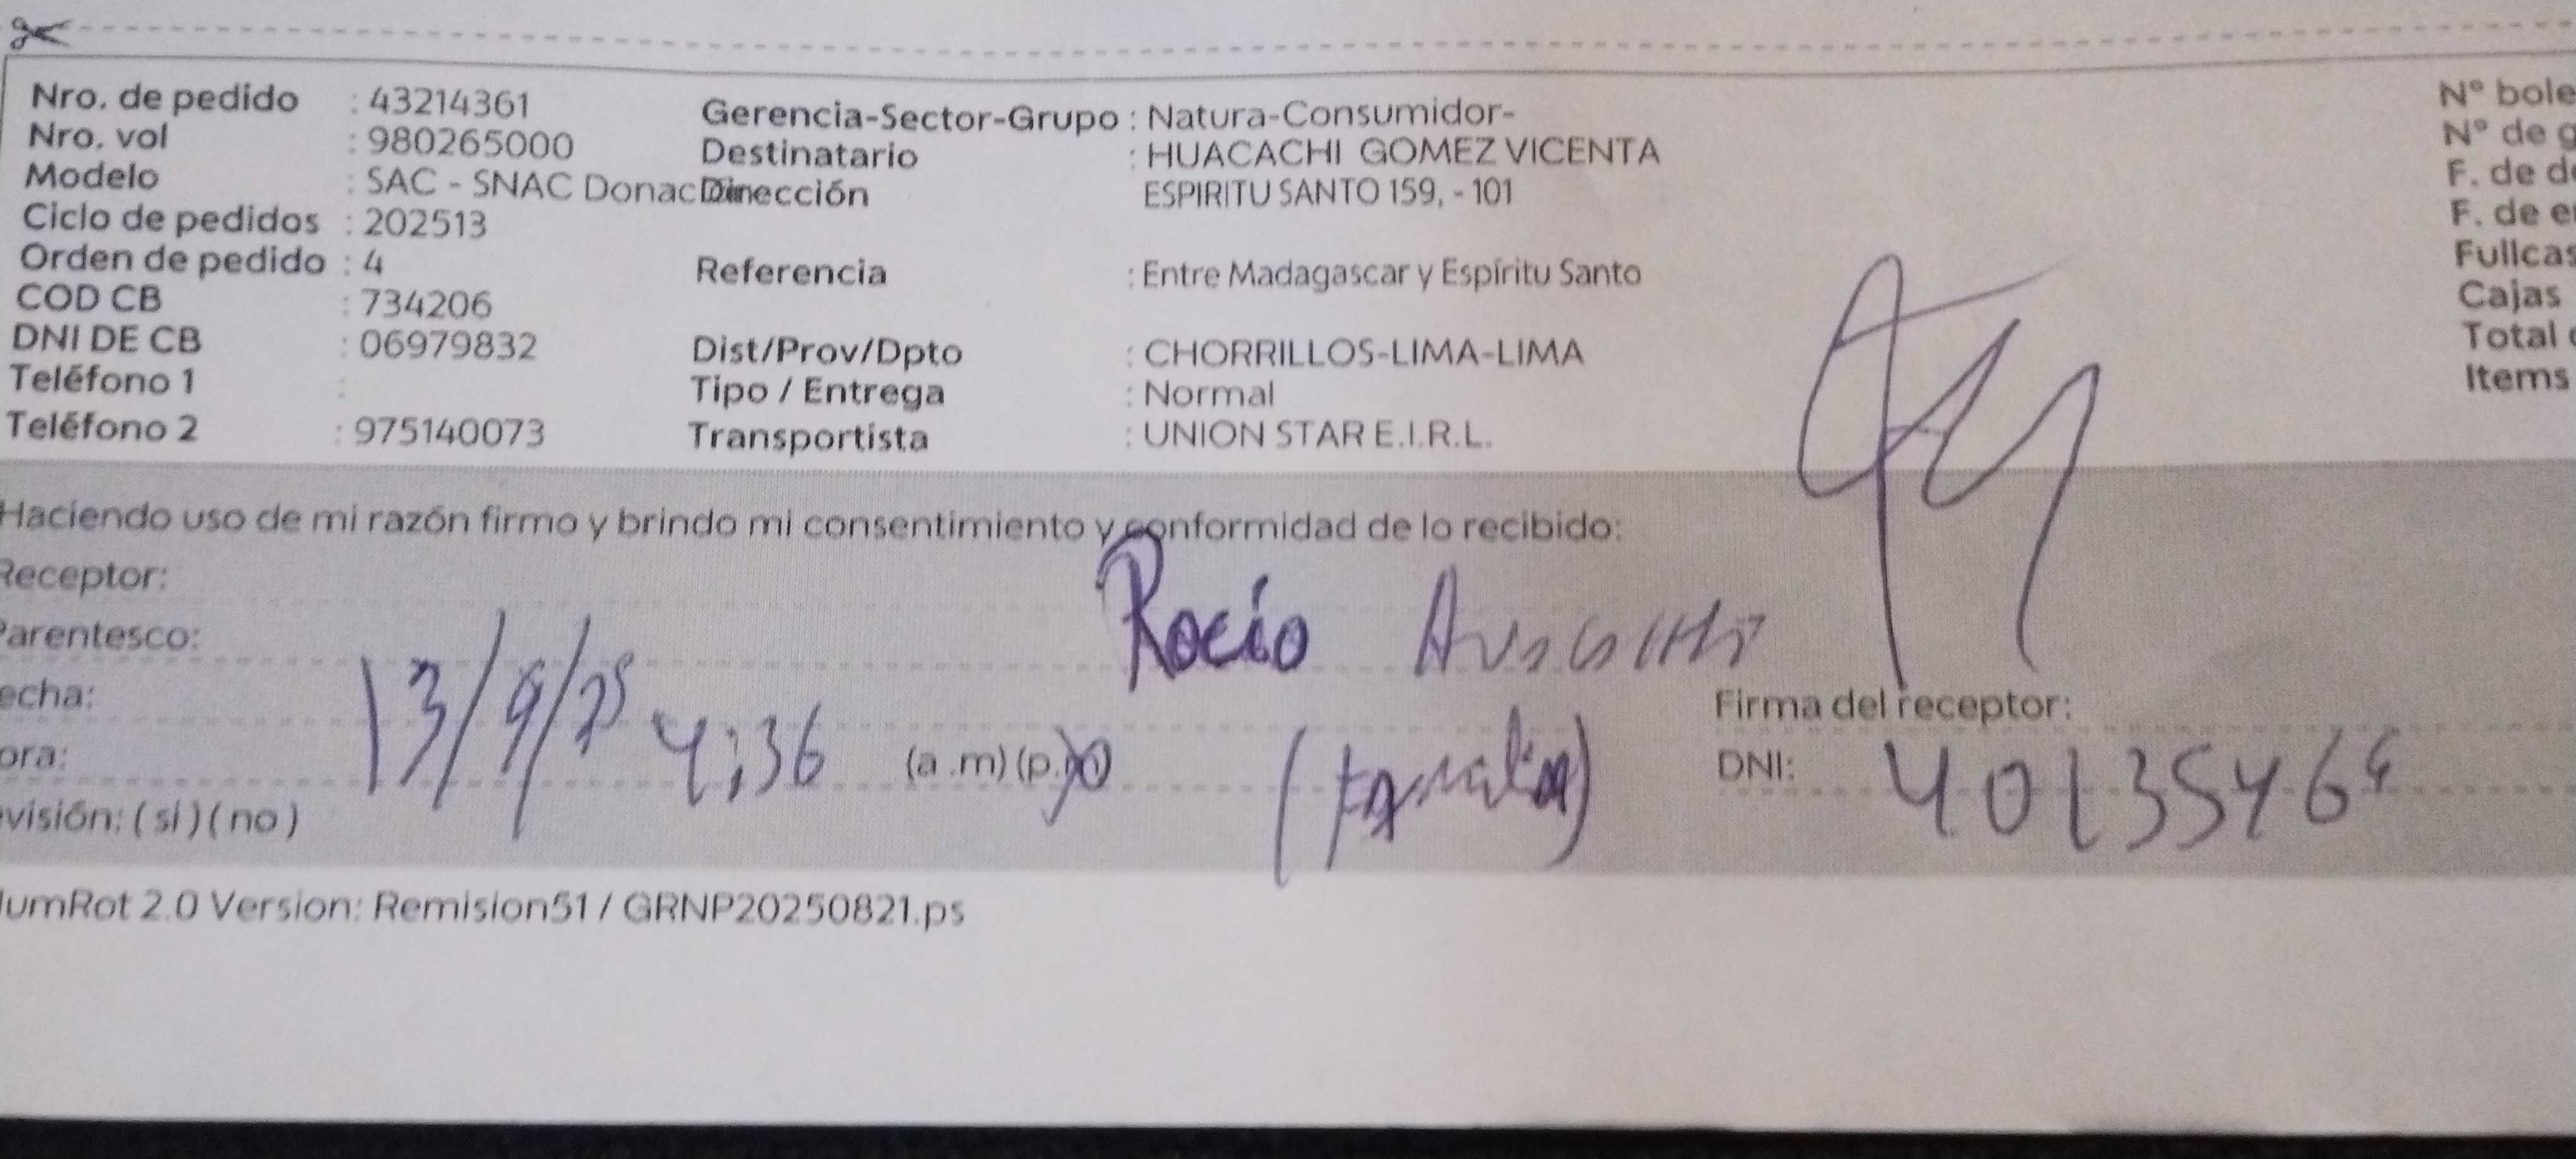 Nro. de pedido : 43214361
Nro. vol : 980265000
Modelo : SAC - SNAC Donac
Ciclo de pedidos : 202513
Orden de pedido : 4
COD CB : 734206
DNI DE CB : 06979832
Teléfono 1 :
Teléfono 2 : 975140073
Gerencia-Sector-Grupo : Natura-Consumidor-
Destinatario : HUACACHI GOMEZ VICENTA
Dirección ESPIRITU SANTO 159, - 101
Referencia : Entre Madagascar y Espíritu Santo
Dist/Prov/Dpto : CHORRILLOS-LIMA-LIMA
Tipo / Entrega : Normal
Transportista : UNION STAR E.I.R.L.
N° bole
N° de g
F. de d
F. de e
Fullcas
Cajas
Total
Items
Haciendo uso de mi razón firmo y brindo mi consentimiento y conformidad de lo recibido:
Receptor:
Parentesco: Rocío
echa: 13/9/25
Firma del receptor:
ora: 4:36 (a .m) (p.
DNI: 4013546
visión: ( si ) ( no )
umRot 2.0 Version: Remision51 / GRNP20250821.ps